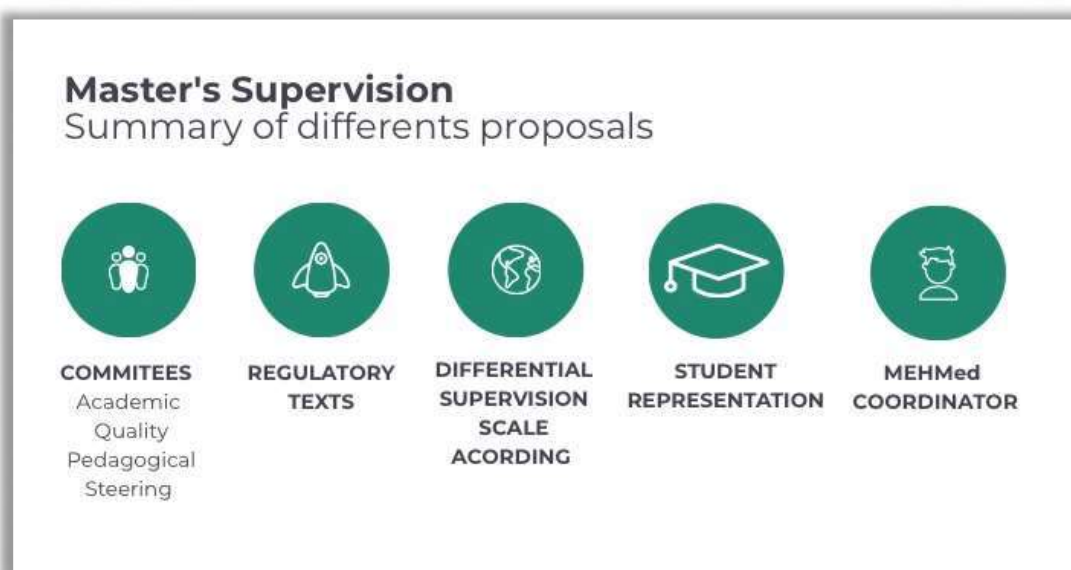 Master's Supervision
Summary of differents proposals
COMMITEES
Academic
Quality
Pedagogical
Steering
REGULATORY
TEXTS
DIFFERENTIAL
SUPERVISION
SCALE
ACORDING
STUDENT
REPRESENTATION
MEHMed
COORDINATOR